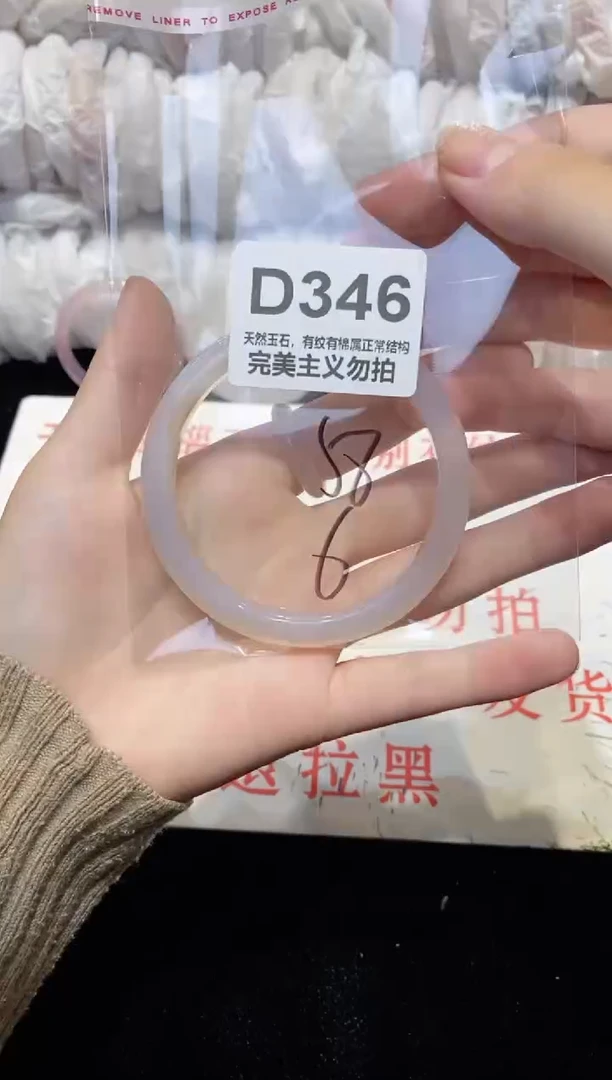 REMOVE LINER TO EXPOSE
D346
天然玉石，有纹有棉属正常结构
完美主义勿拍
58
6
勿拍
发货
退拉黑